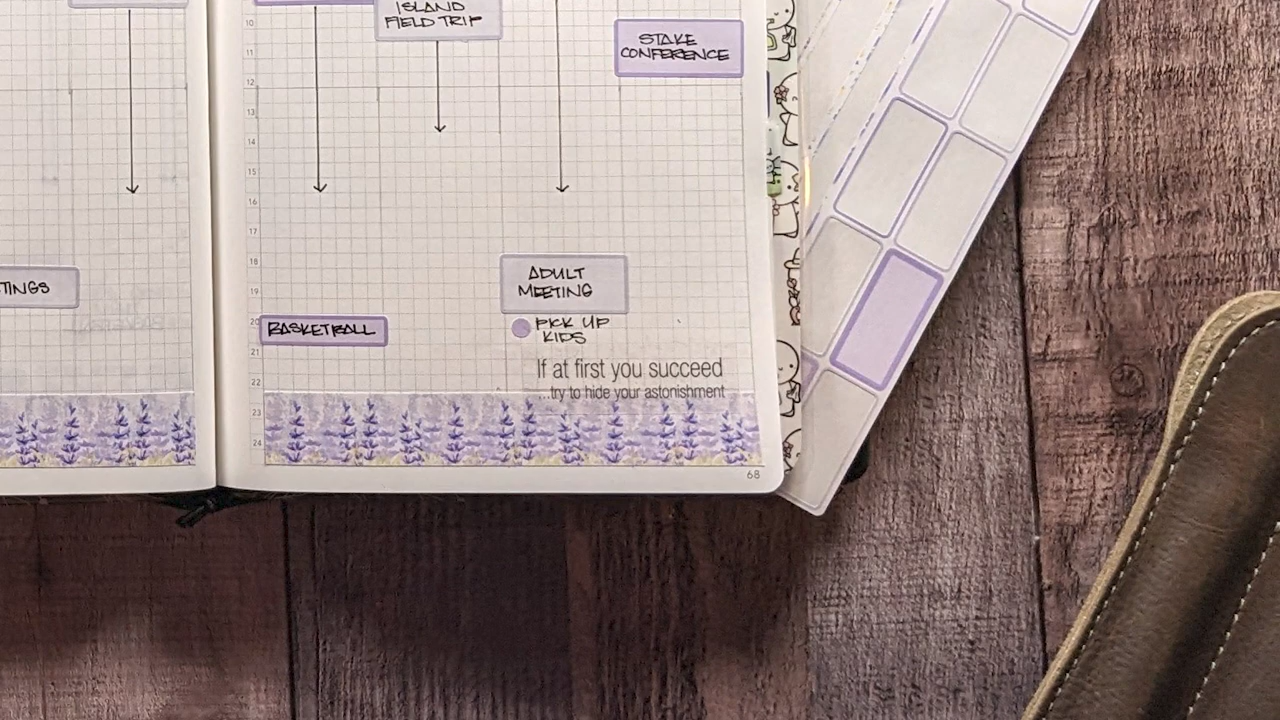 ISLAND
FIELD TRIP
STAKE
CONFERENCE
10
11
12
13
14
15
16
17
18
19
20
21
22
23
24
TINGS
ADULT
MEETING
BASKETBALL
PICK UP
KIDS
If at first you succeed
...try to hide your astonishment
68